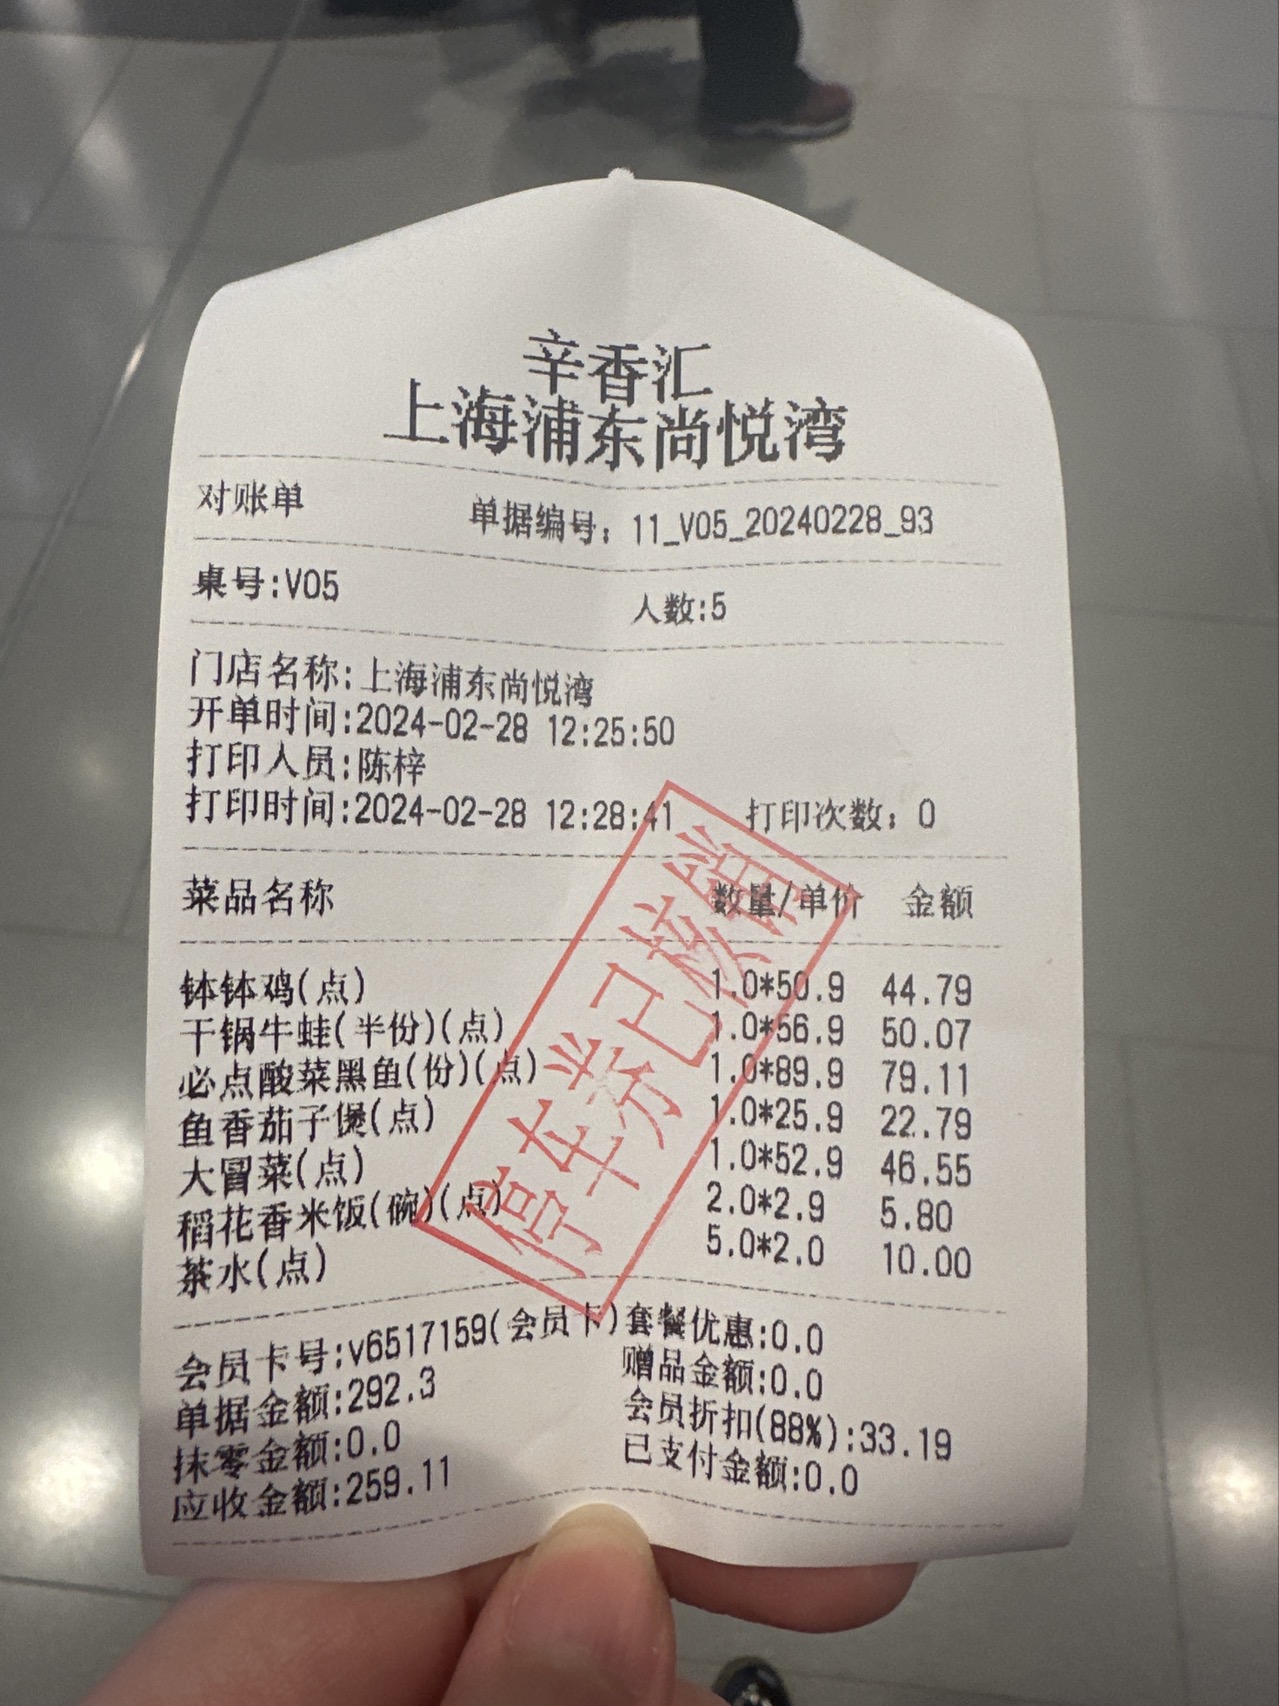 辛香汇
上海浦东尚悦湾
对账单 单据编号：11_V05_20240228_93
桌号:V05 人数:5
门店名称:上海浦东尚悦湾
开单时间:2024-02-28 12:25:50
打印人员:陈梓
打印时间:2024-02-28 12:28:41 打印次数：0
菜品名称 数量/单价 金额
钵钵鸡(点) 1.0*50.9 44.79
干锅牛蛙(半份)(点) 1.0*56.9 50.07
必点酸菜黑鱼(份)(点) 1.0*89.9 79.11
鱼香茄子煲(点) 1.0*25.9 22.79
大冒菜(点) 1.0*52.9 46.55
稻花香米饭(碗)(点) 2.0*2.9 5.80
茶水(点) 5.0*2.0 10.00
停车券已核销
会员卡号:v6517159(会员卡) 套餐优惠:0.0
单据金额:292.3 赠品金额:0.0
抹零金额:0.0 会员折扣(88%):33.19
应收金额:259.11 已支付金额:0.0